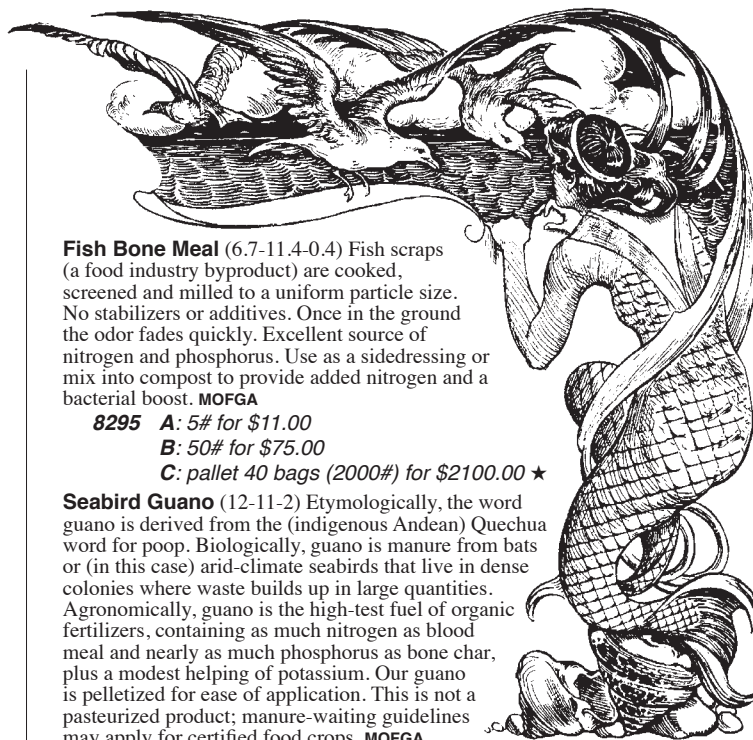 Fish Bone Meal (6.7-11.4-0.4) Fish scraps
(a food industry byproduct) are cooked,
screened and milled to a uniform particle size.
No stabilizers or additives. Once in the ground
the odor fades quickly. Excellent source of
nitrogen and phosphorus. Use as a sidedressing or
mix into compost to provide added nitrogen and a
bacterial boost. MOFGA
8295 A: 5# for $11.00
B: 50# for $75.00
C: pallet 40 bags (2000#) for $2100.00 ★
Seabird Guano (12-11-2) Etymologically, the word
guano is derived from the (indigenous Andean) Quechua
word for poop. Biologically, guano is manure from bats
or (in this case) arid-climate seabirds that live in dense
colonies where waste builds up in large quantities.
Agronomically, guano is the high-test fuel of organic
fertilizers, containing as much nitrogen as blood
meal and nearly as much phosphorus as bone char,
plus a modest helping of potassium. Our guano
is pelletized for ease of application. This is not a
pasteurized product; manure-waiting guidelines
may apply for certified food crops. MOFGA